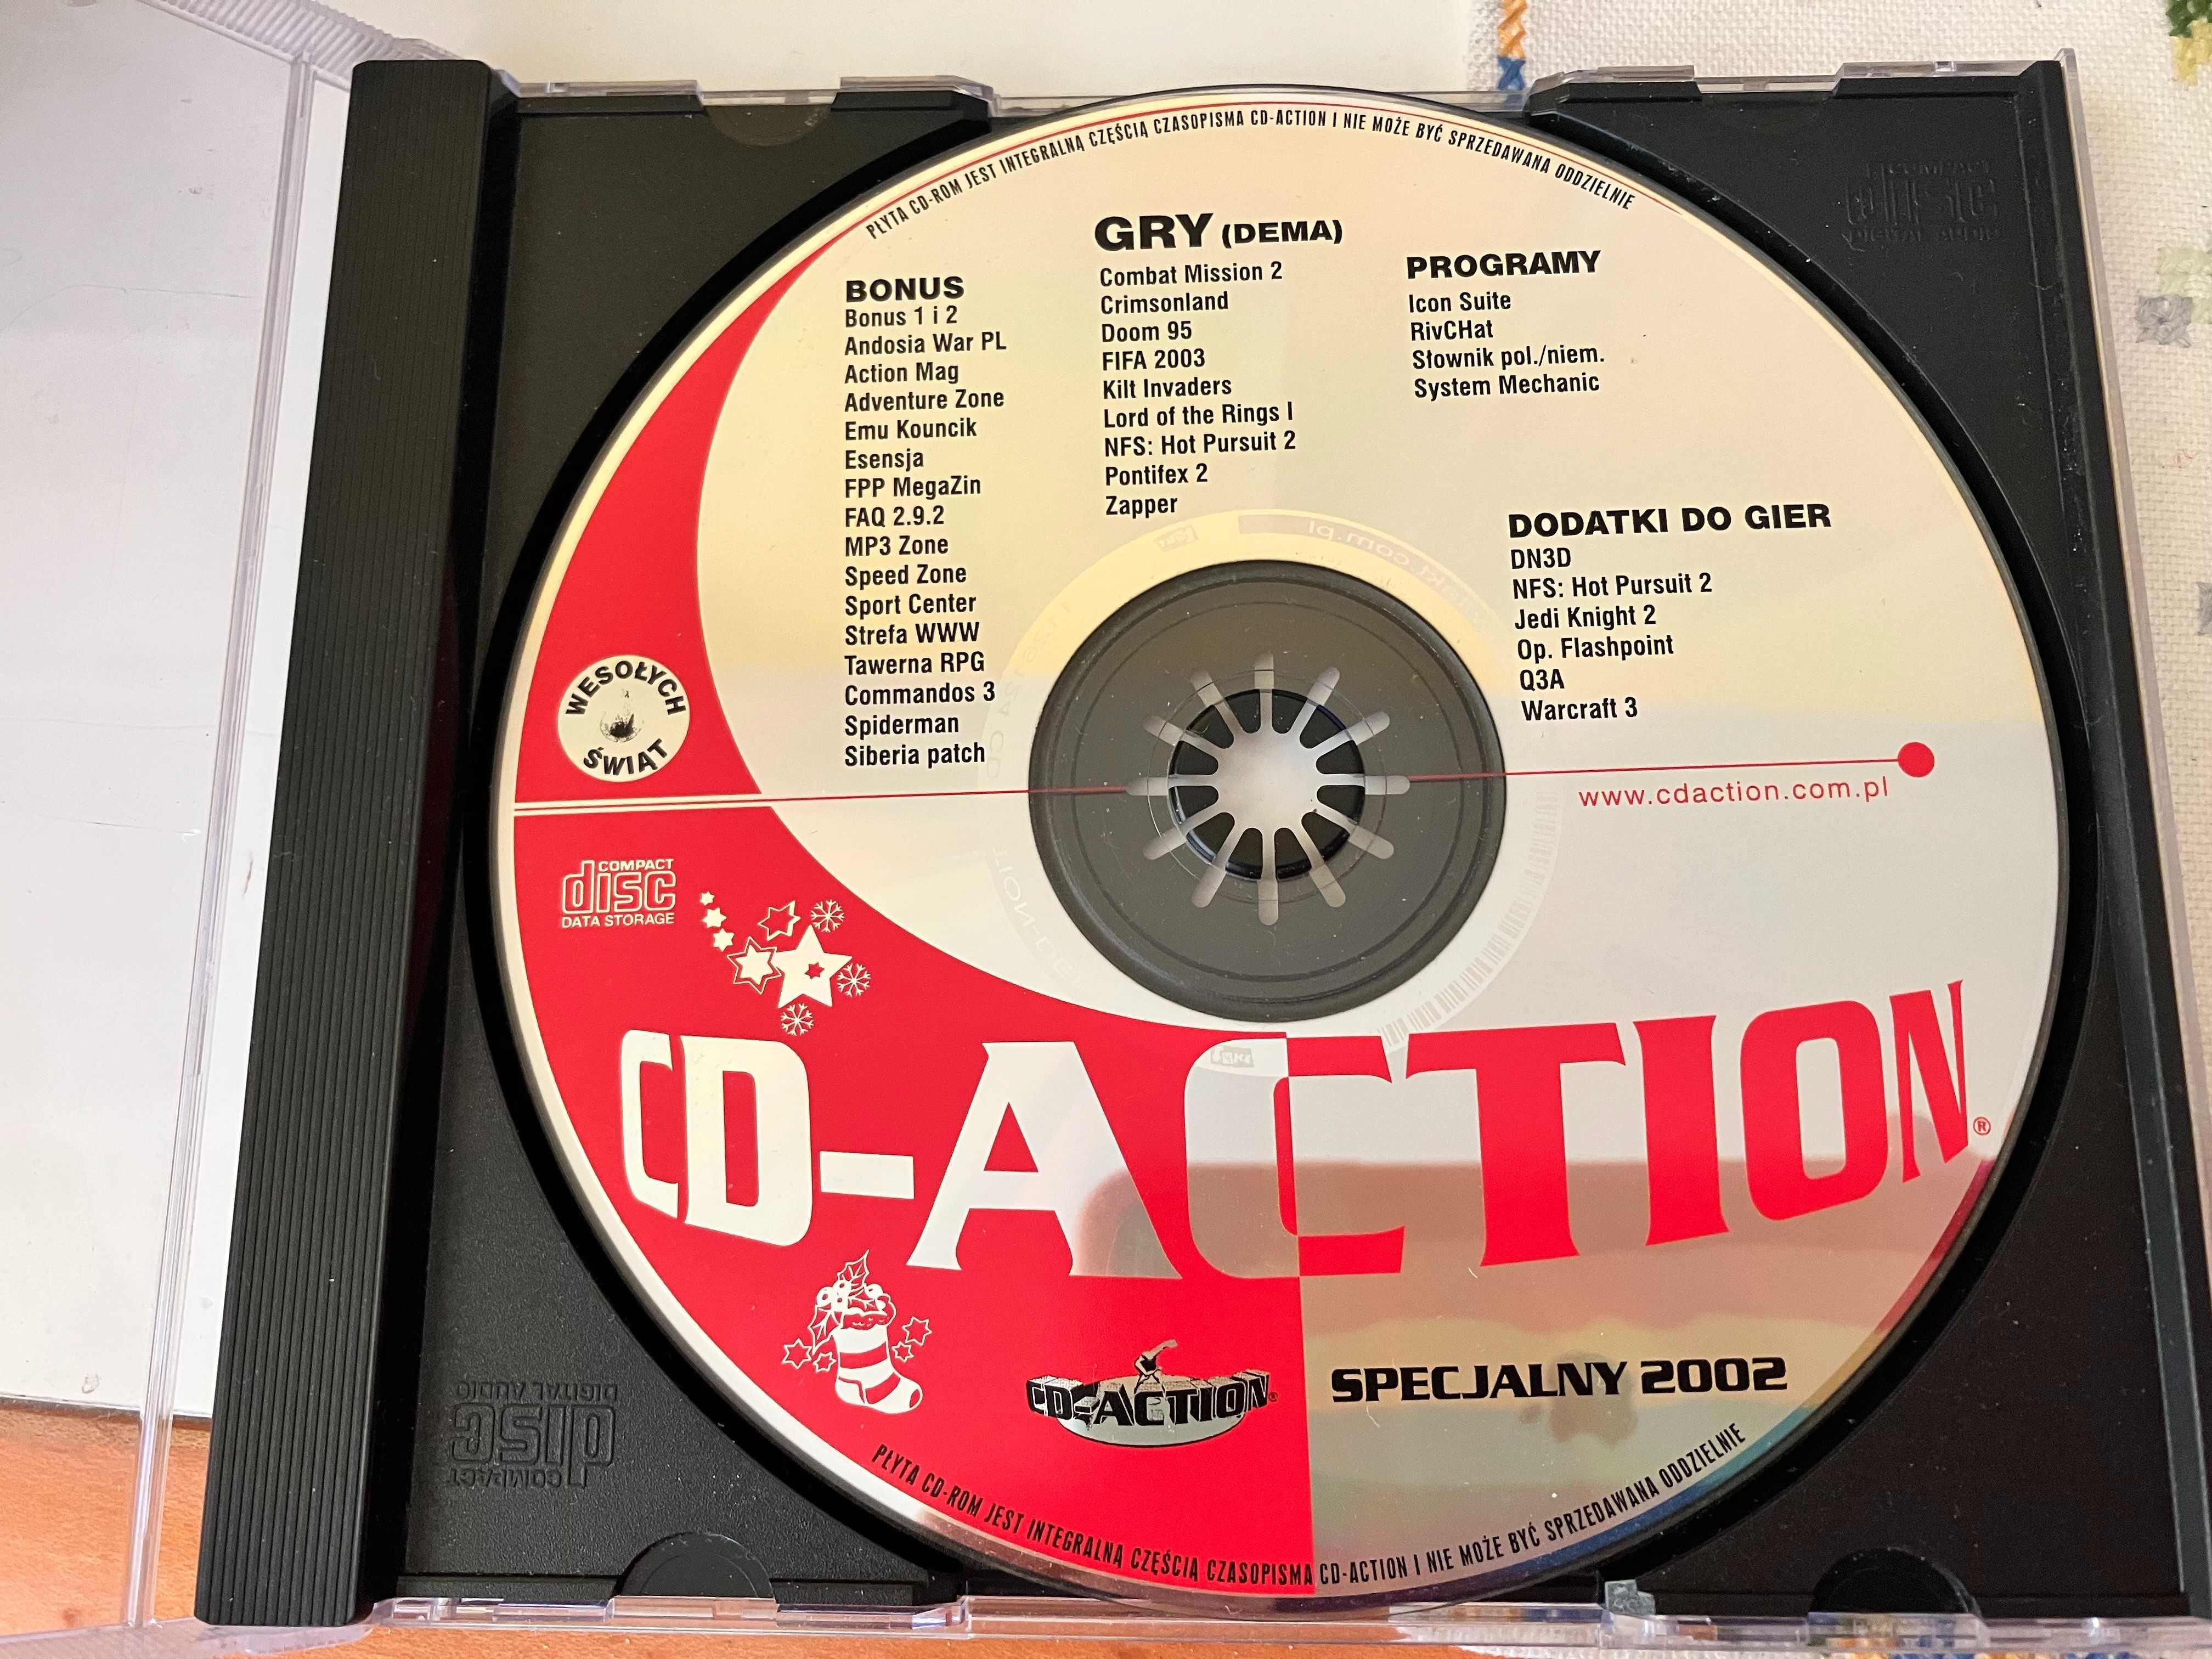 PŁYTA CD-ROM JEST INTEGRALNĄ CZĘŚCIĄ CZASOPISMA CD-ACTION I NIE MOŻE BYĆ SPRZEDAWANA ODDZIELNIE
BONUS
Bonus 1 i 2
Andosia War PL
Action Mag
Adventure Zone
Emu Kouncik
Esensja
FPP MegaZin
FAQ 2.9.2
MP3 Zone
Speed Zone
Sport Center
Strefa WWW
Tawerna RPG
Commandos 3
Spiderman
Siberia patch
GRY (DEMA)
Combat Mission 2
Crimsonland
Doom 95
FIFA 2003
Kilt Invaders
Lord of the Rings I
NFS: Hot Pursuit 2
Pontifex 2
Zapper
PROGRAMY
Icon Suite
RivCHat
Słownik pol./niem.
System Mechanic
DODATKI DO GIER
DN3D
NFS: Hot Pursuit 2
Jedi Knight 2
Op. Flashpoint
Q3A
Warcraft 3
WESOŁYCH
ŚWIĄT
www.cdaction.com.pl
COMPACT
disc
DATA STORAGE
CD-ACTION®
CD-ACTION®
SPECJALNY 2002
PŁYTA CD-ROM JEST INTEGRALNĄ CZĘŚCIĄ CZASOPISMA CD-ACTION I NIE MOŻE BYĆ SPRZEDAWANA ODDZIELNIE
COMPACT
disc
DIGITAL AUDIO
COMPACT
disc
DIGITAL AUDIO